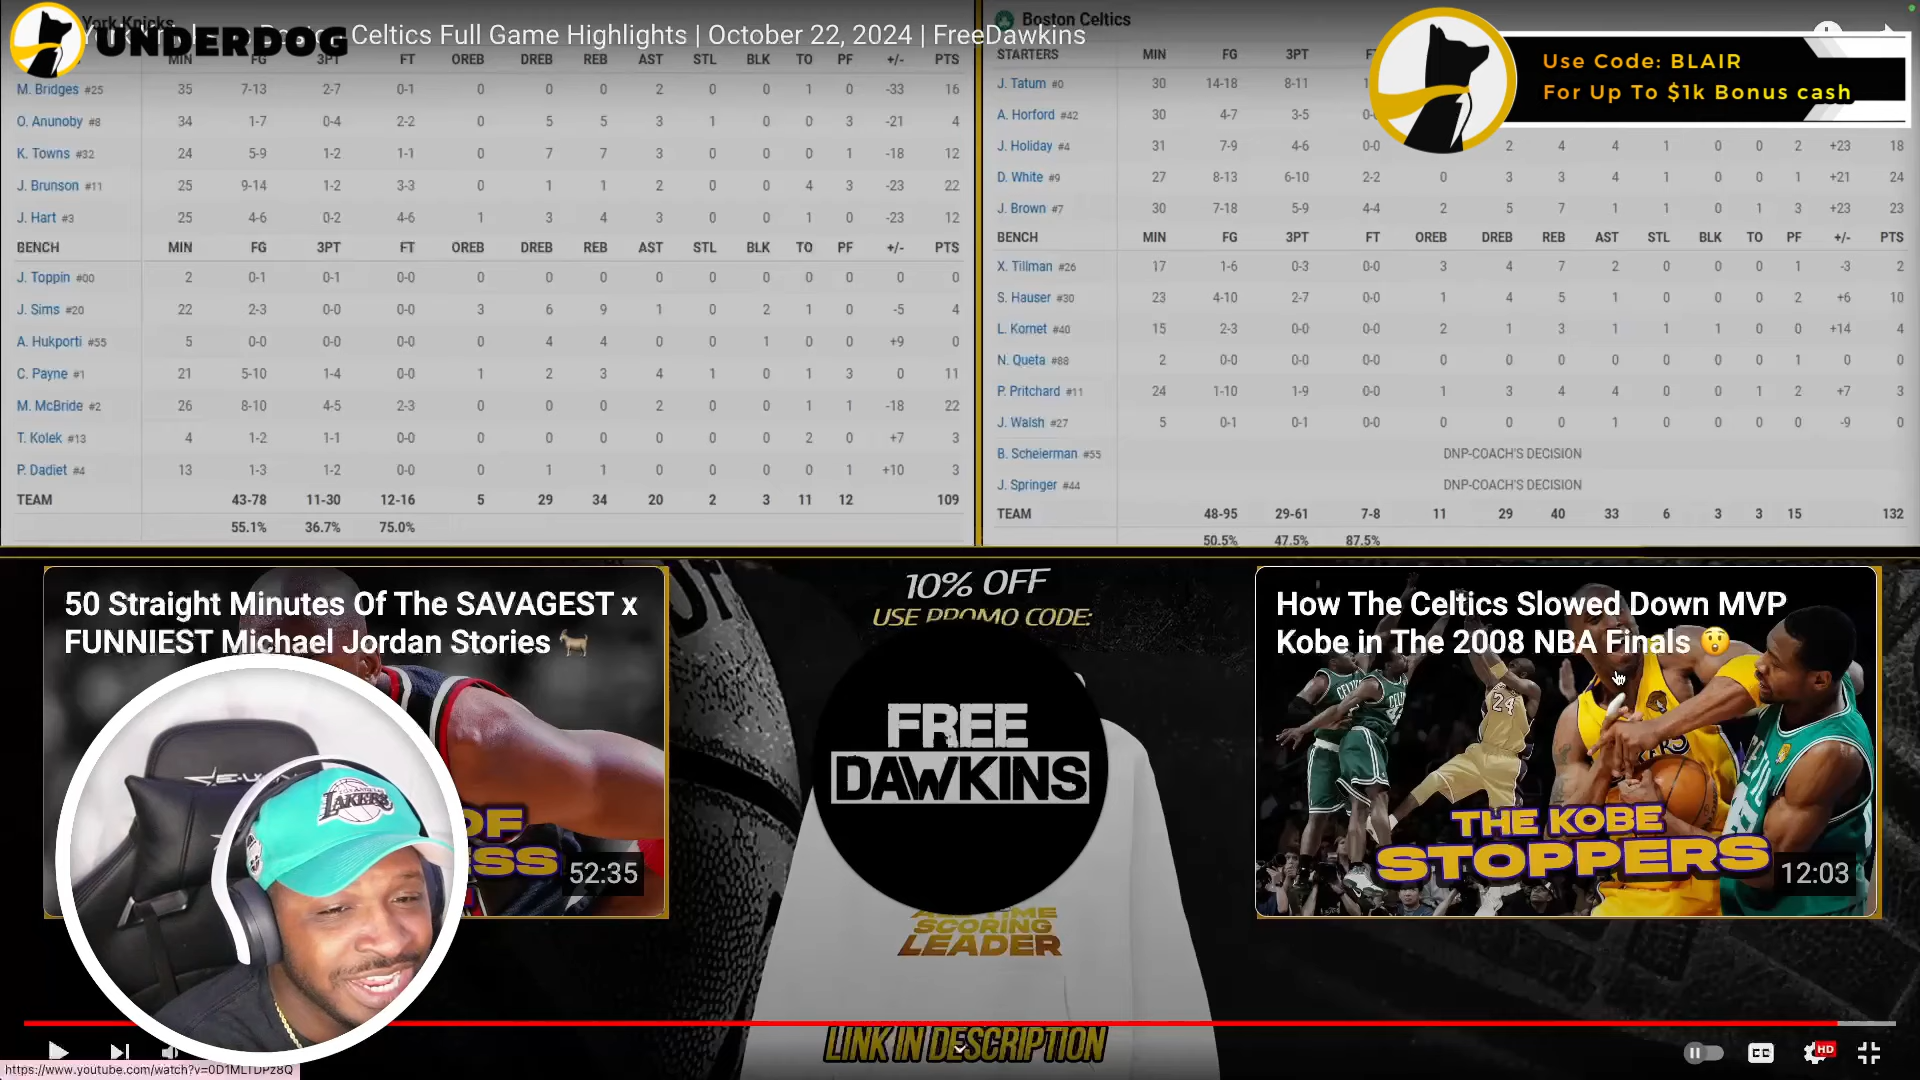 York Knicks
UNDERDOG
Celtics Full Game Highlights | October 22, 2024 | FreeDawkins
MIN FG 3PT FT OREB DREB REB AST STL BLK TO PF +/- PTS
M. Bridges #25 35 7-13 2-7 0-1 0 0 0 2 0 0 1 0 -33 16
O. Anunoby #8 34 1-7 0-4 2-2 0 5 5 3 1 0 0 3 -21 4
K. Towns #32 24 5-9 1-2 1-1 0 7 7 3 0 0 0 1 -18 12
J. Brunson #11 25 9-14 1-2 3-3 0 1 1 2 0 0 4 3 -23 22
J. Hart #3 25 4-6 0-2 4-6 1 3 4 3 0 0 1 0 -23 12
BENCH MIN FG 3PT FT OREB DREB REB AST STL BLK TO PF +/- PTS
J. Toppin #00 2 0-1 0-1 0-0 0 0 0 0 0 0 0 0 0 0
J. Sims #20 22 2-3 0-0 0-0 3 6 9 1 0 2 1 0 -5 4
A. Hukporti #55 5 0-0 0-0 0-0 0 4 4 0 0 1 0 0 +9 0
C. Payne #1 21 5-10 1-4 0-0 1 2 3 4 1 0 1 3 0 11
M. McBride #2 26 8-10 4-5 2-3 0 0 0 2 0 0 1 1 -18 22
T. Kolek #13 4 1-2 1-1 0-0 0 0 0 0 0 0 2 0 +7 3
P. Dadiet #4 13 1-3 1-2 0-0 0 1 1 0 0 0 0 1 +10 3
TEAM 43-78 11-30 12-16 5 29 34 20 2 3 11 12 109
55.1% 36.7% 75.0%
Boston Celtics
STARTERS MIN FG 3PT
J. Tatum #0 30 14-18 8-11
A. Horford #42 30 4-7 3-5
J. Holiday #4 31 7-9 4-6 0-0 2 4 4 1 0 0 2 +23 18
D. White #9 27 8-13 6-10 2-2 0 3 3 4 1 0 0 1 +21 24
J. Brown #7 30 7-18 5-9 4-4 2 5 7 1 1 0 1 3 +23 23
BENCH MIN FG 3PT FT OREB DREB REB AST STL BLK TO PF +/- PTS
X. Tillman #26 17 1-6 0-3 0-0 3 4 7 2 0 0 0 1 -3 2
S. Hauser #30 23 4-10 2-7 0-0 1 4 5 1 0 0 0 2 +6 10
L. Kornet #40 15 2-3 0-0 0-0 2 1 3 1 1 1 0 0 +14 4
N. Queta #88 2 0-0 0-0 0-0 0 0 0 0 0 0 0 1 0 0
P. Pritchard #11 24 1-10 1-9 0-0 1 3 4 4 0 0 1 2 +7 3
J. Walsh #27 5 0-1 0-1 0-0 0 0 0 1 0 0 0 0 -9 0
B. Scheierman #55 DNP-COACH'S DECISION
J. Springer #44 DNP-COACH'S DECISION
TEAM 48-95 29-61 7-8 11 29 40 33 6 3 3 15 132
50.5% 47.5% 87.5%
Use Code: BLAIR
For Up To $1k Bonus cash
50 Straight Minutes Of The SAVAGEST x
FUNNIEST Michael Jordan Stories
OF
52:35
LAKERS
10% OFF
USE PROMO CODE:
FREE
DAWKINS
SCORING
LEADER
LINK IN DESCRIPTION
How The Celtics Slowed Down MVP
Kobe in The 2008 NBA Finals
24
THE KOBE
STOPPERS
12:03
CC
HD